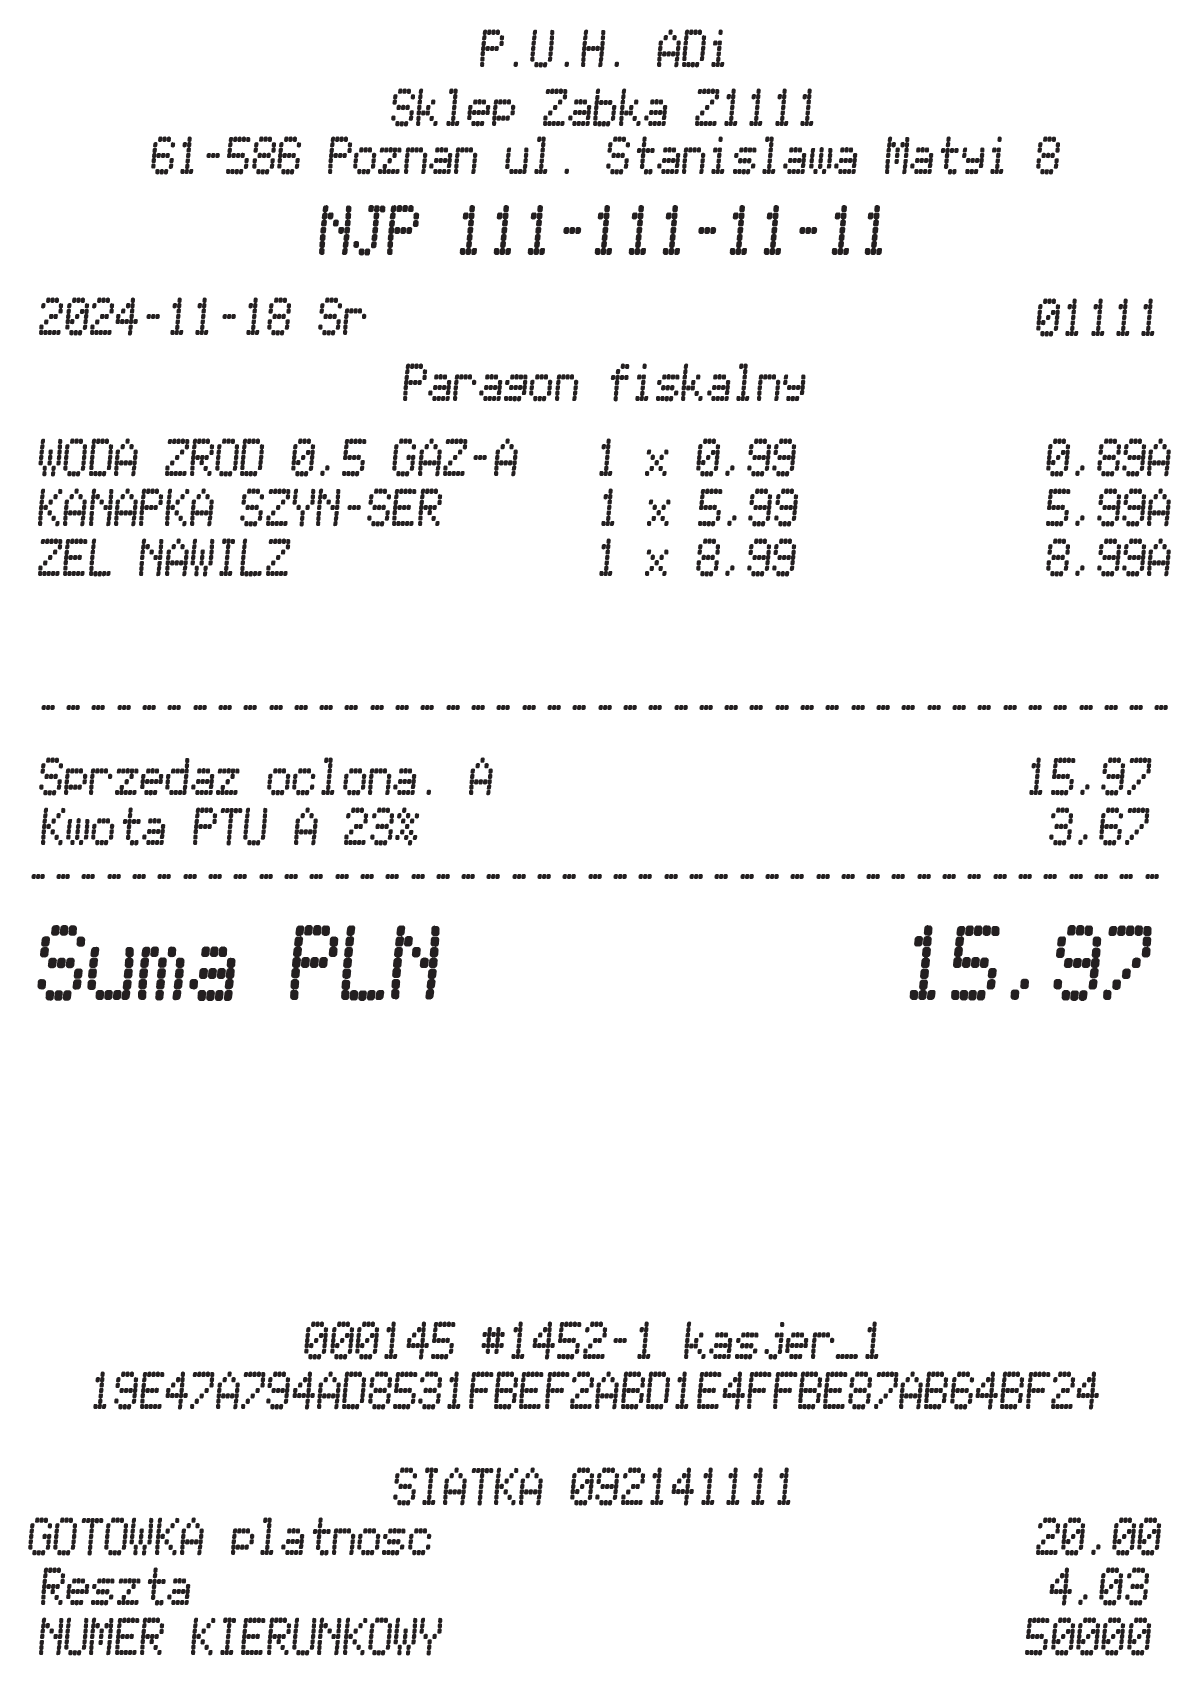 P.U.H. ADi
Sklep Zabka Z1111
61-586 Poznan ul. Stanislawa Matyi 8
NJP 111-111-11-11
2024-11-18 Sr 01111
Paragon fiskalny
WODA ZROD 0,5 GAZ-A 1 x 0,99 0,89A
KANAPKA SZYN-SER 1 x 5,99 5,99A
ZEL NAWILZ 1 x 8,99 8,99A
Sprzedaz oclona. A 15,97
Kwota PTU A 23% 3,67
Suma PLN 15,97
000145 #1452-1 kasjer_1
19E47A794AD8531FBEF2ABD1E4FFBE87AB64BF24
SIATKA 092141111
GOTOWKA platnosc 20.00
Reszta 4.03
NUMER KIERUNKOWY 50000